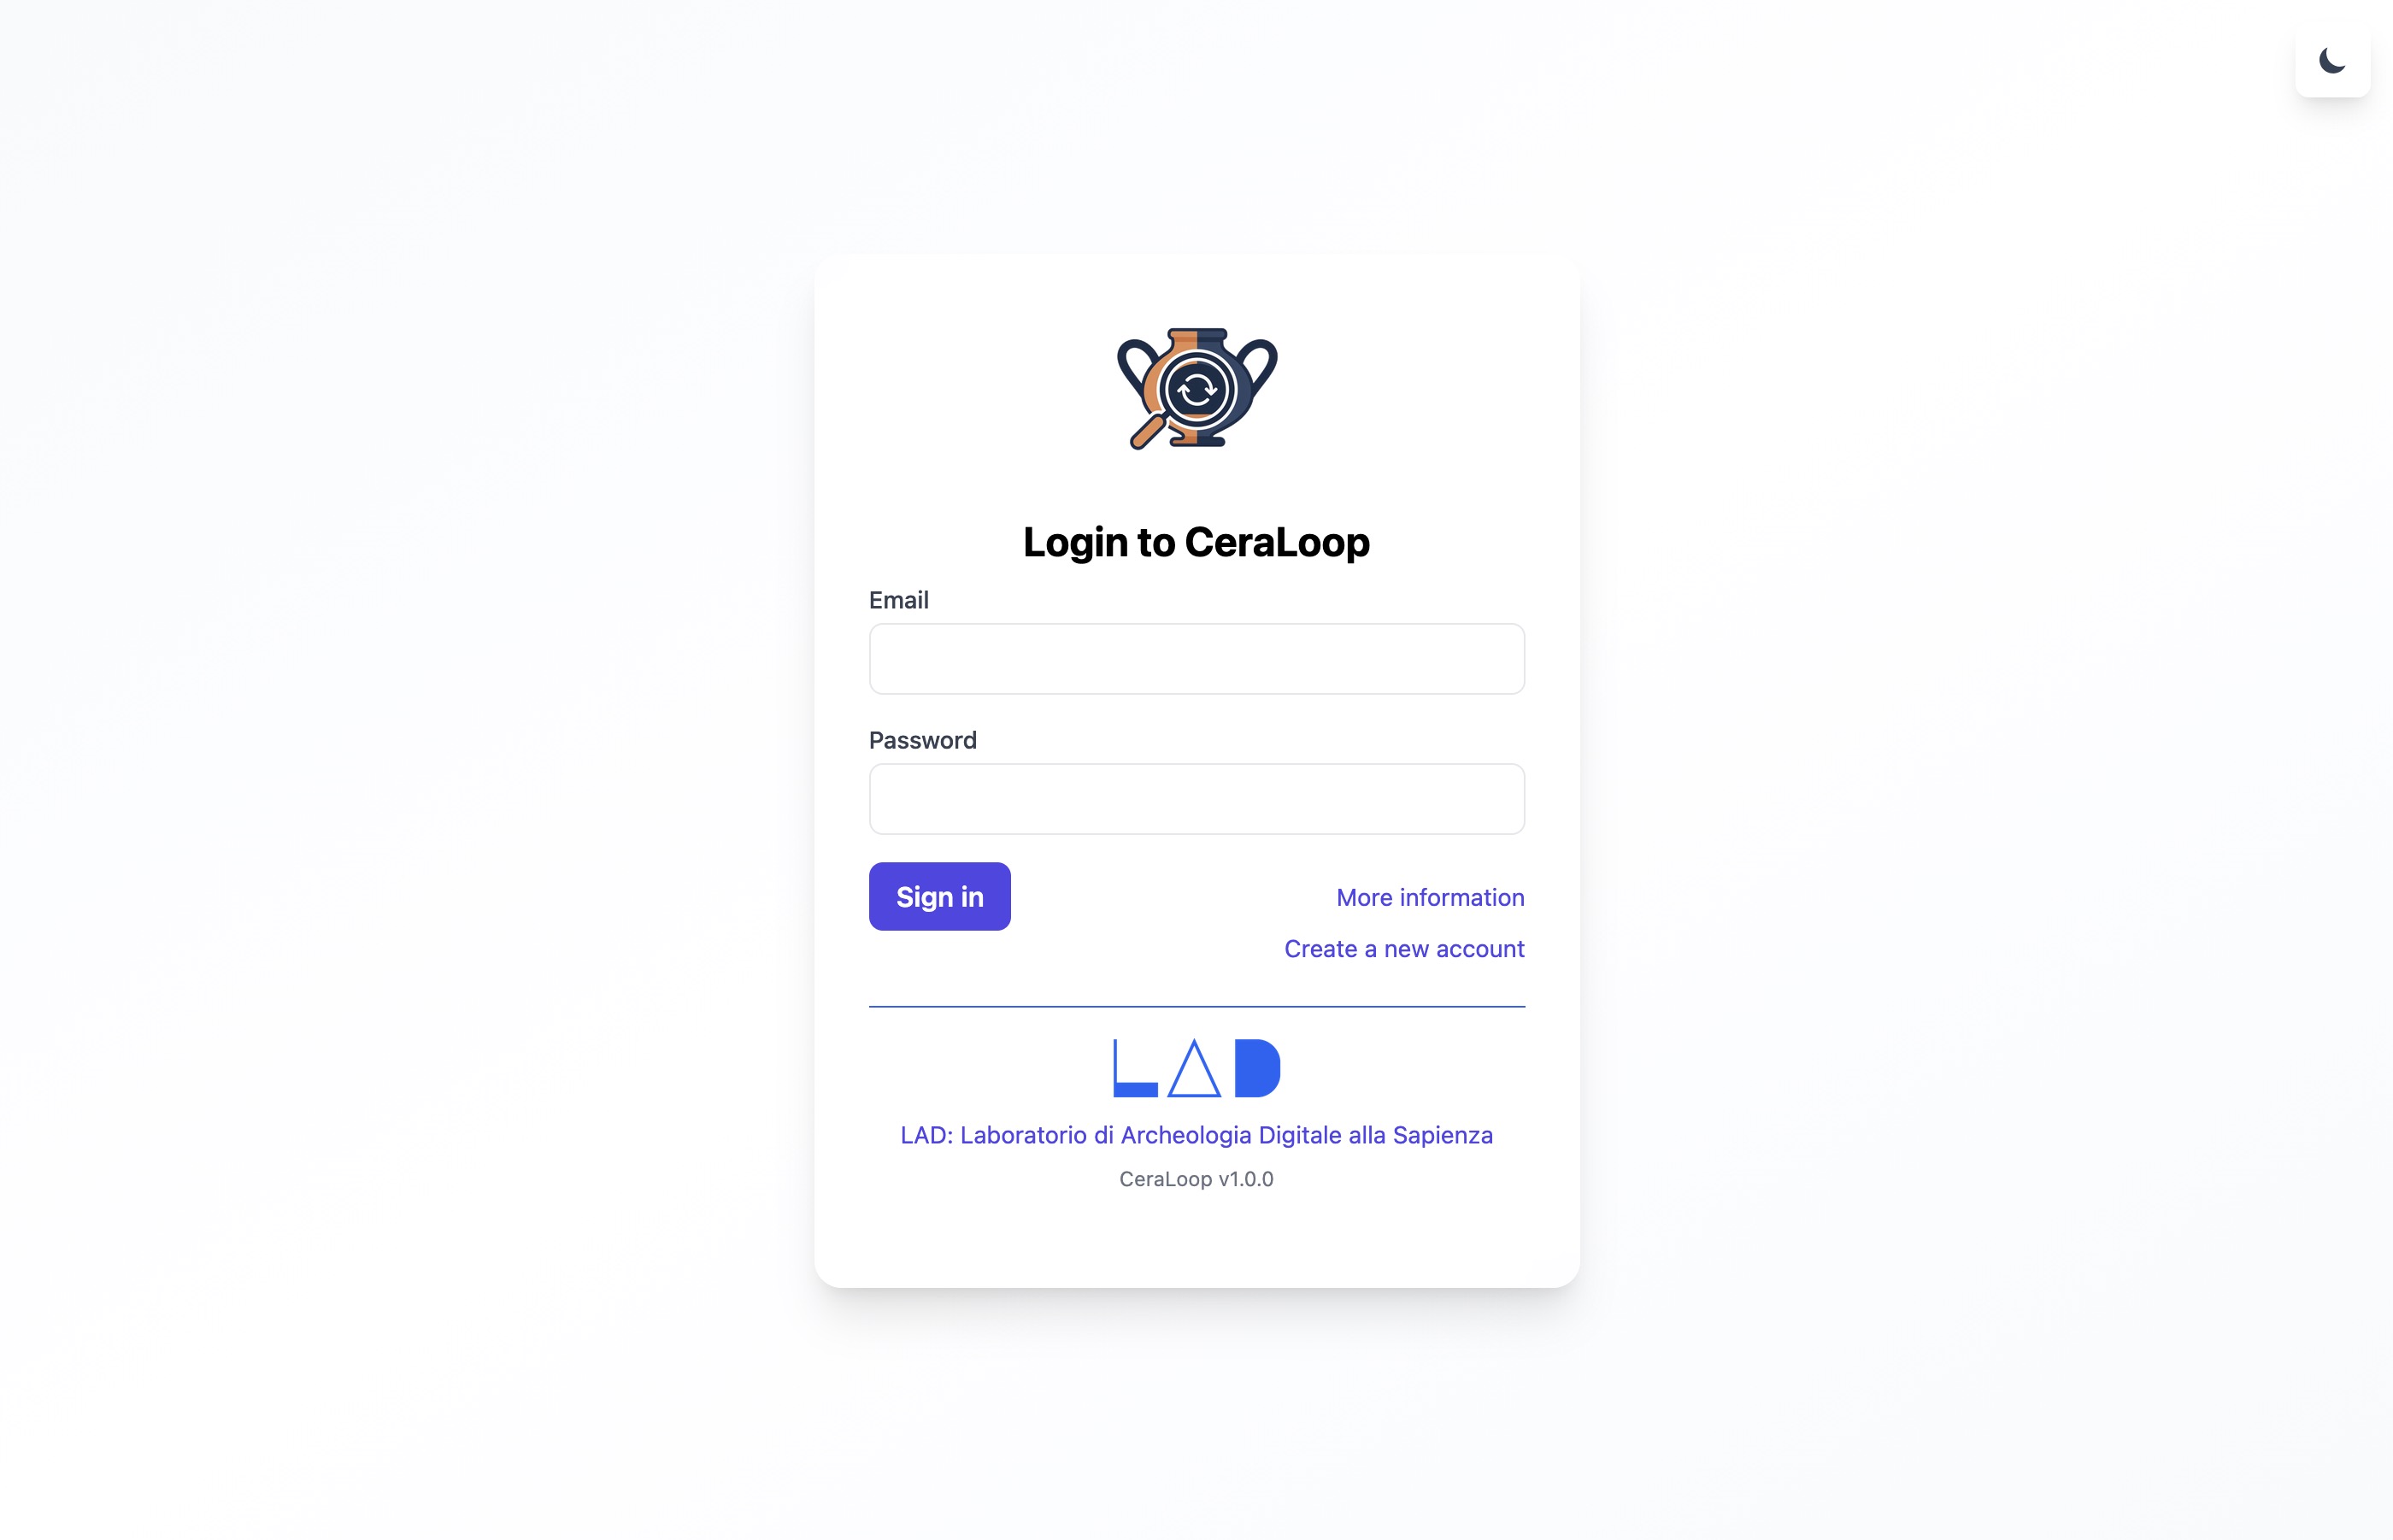 Login to CeraLoop
Email
Password
Sign in
More information
Create a new account
LAD
LAD: Laboratorio di Archeologia Digitale alla Sapienza
CeraLoop v1.0.0